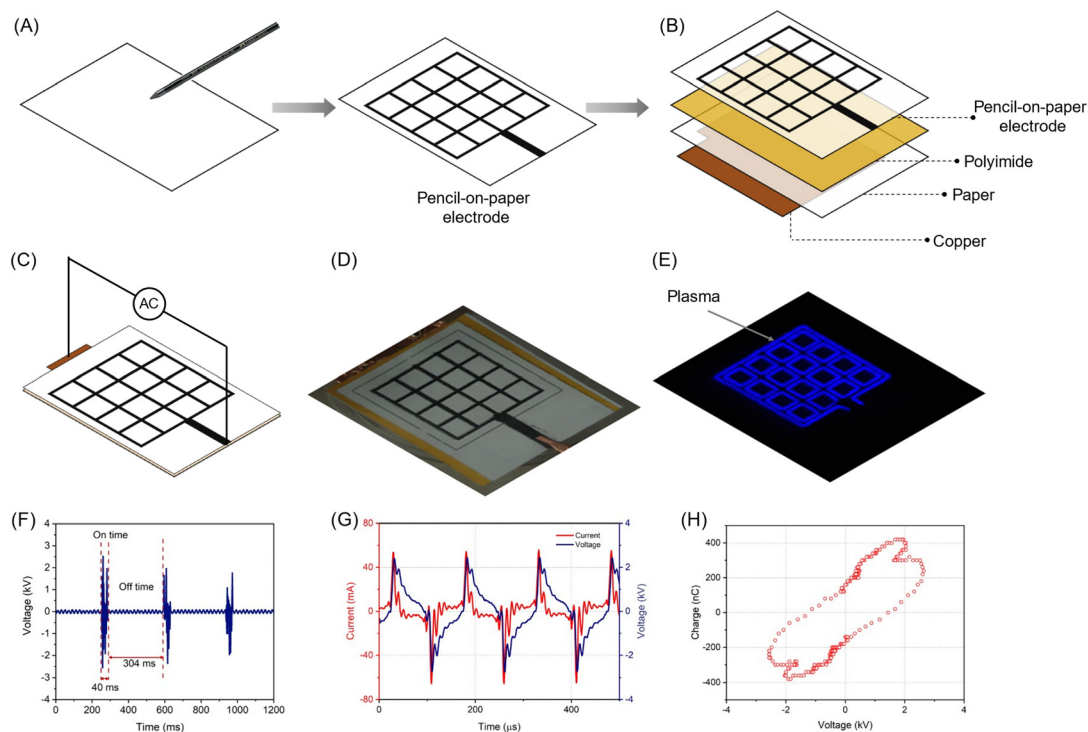 (A)
Pencil-on-paper
electrode
(B)
Pencil-on-paper
electrode
Polyimide
Paper
Copper
(C)
AC
(D)
(E)
Plasma
(F)
Voltage (kV)
4
3
2
1
0
-1
-2
-3
-4
On time
Off time
304 ms
40 ms
0 200 400 600 800 1000 1200
Time (ms)
(G)
Current (mA)
80
40
0
-40
-80
Current
Voltage
4
3
2
1
0
-1
-2
-3
-4
Voltage (kV)
0 200 400
Time (μs)
(H)
Charge (nC)
400
200
0
-200
-400
-4 -2 0 2 4
Voltage (kV)